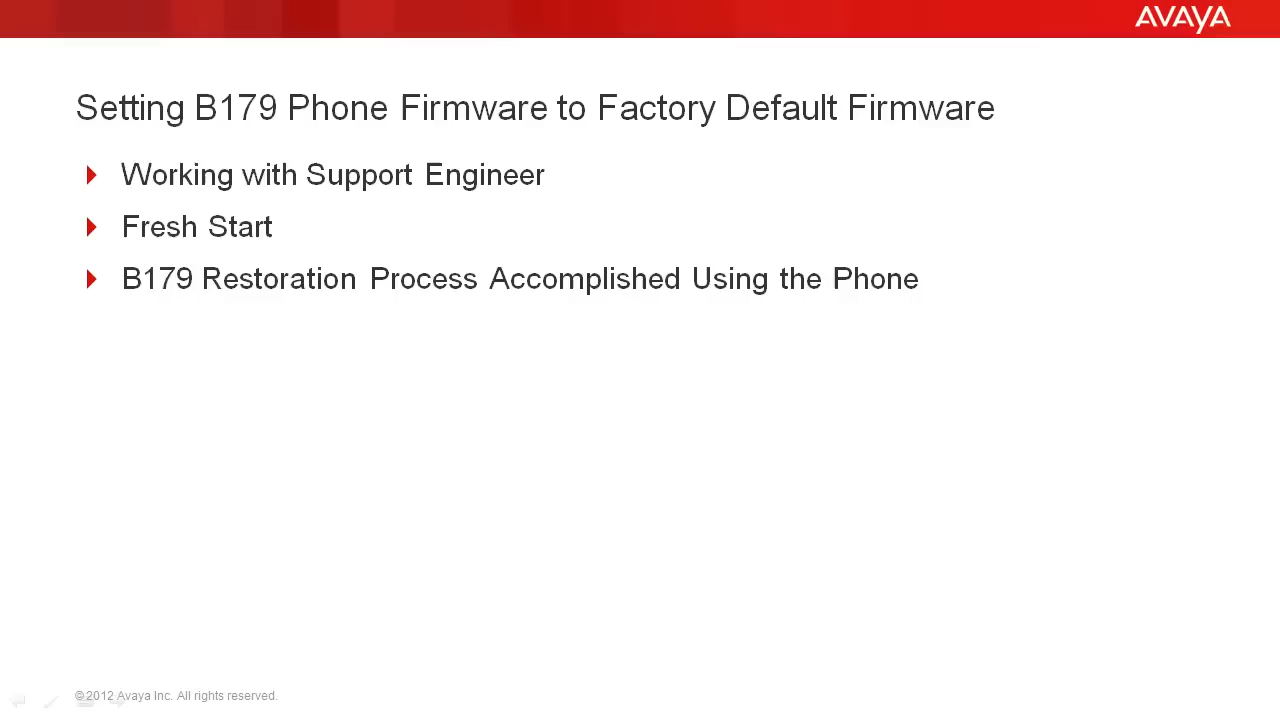 AVAYA
Setting B179 Phone Firmware to Factory Default Firmware
Working with Support Engineer
Fresh Start
B179 Restoration Process Accomplished Using the Phone
©2012 Avaya Inc. All rights reserved.